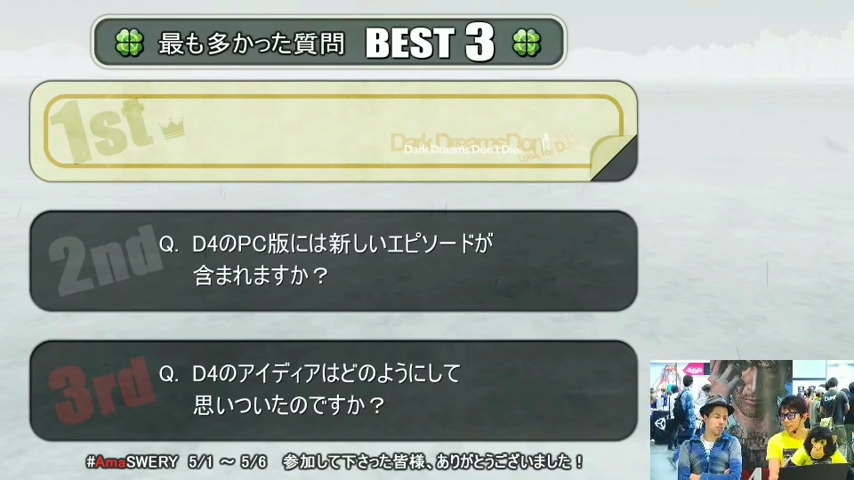 最も多かった質問 BEST 3
1st
Dark Dreams Don't Die
2nd
Q. D4のPC版には新しいエピソードが
含まれますか？
3rd
Q. D4のアイディアはどのようにして
思いついたのですか？
#AmaSWERY 5/1 ～ 5/6 参加して下さった皆様、ありがとうございました！